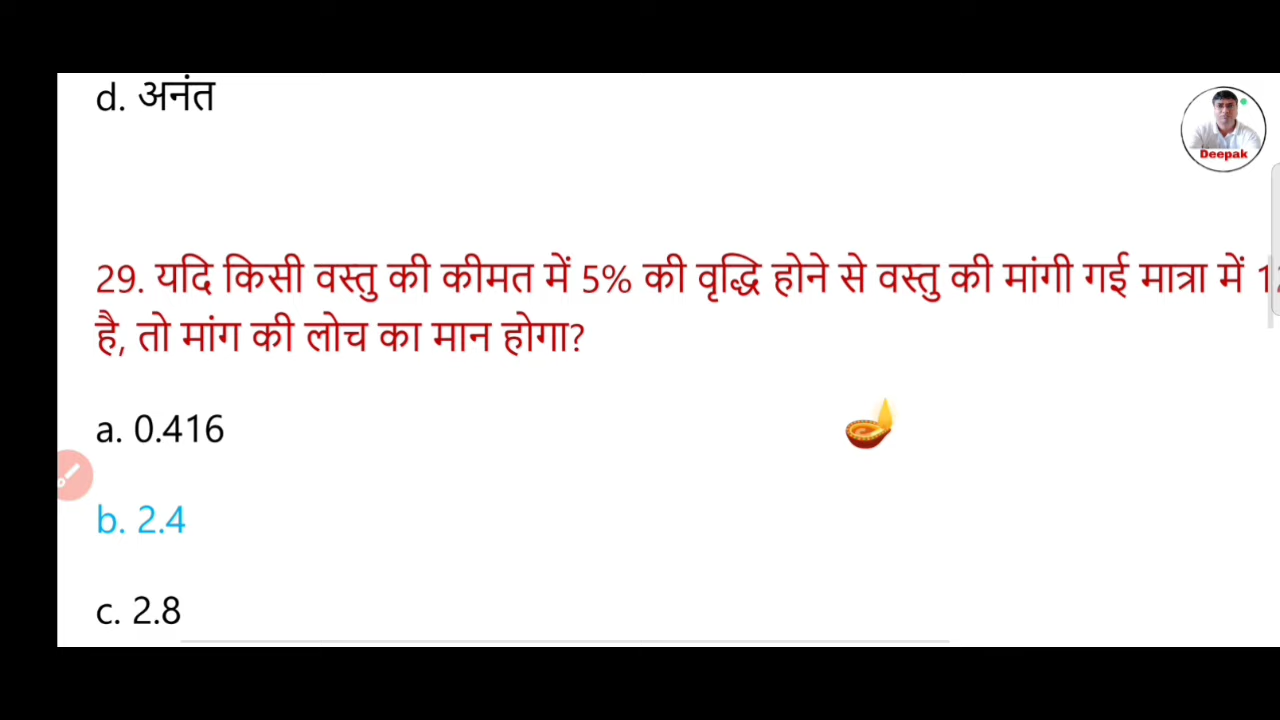 d. अनंत
Deepak
29. यदि किसी वस्तु की कीमत में 5% की वृद्धि होने से वस्तु की मांगी गई मात्रा में
है, तो मांग की लोच का मान होगा?
a. 0.416
b. 2.4
c. 2.8